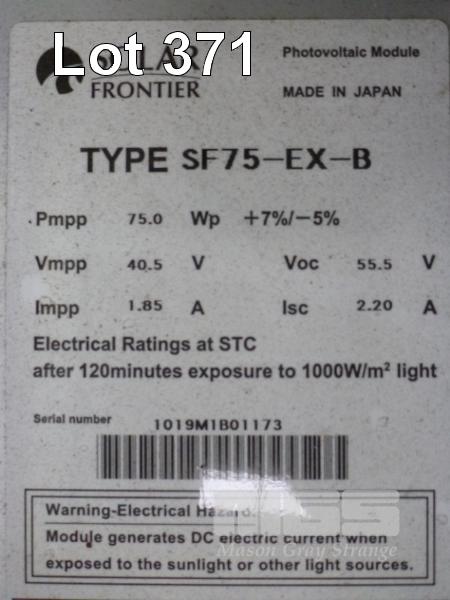 Lot 371
SOLAR
FRONTIER
Photovoltaic Module
MADE IN JAPAN
TYPE SF75-EX-B
Pmpp 75.0 Wp +7%/-5%
Vmpp 40.5 V Voc 55.5 V
Impp 1.85 A Isc 2.20 A
Electrical Ratings at STC
after 120minutes exposure to 1000W/m² light
Serial number
1019M1B01173
Warning-Electrical Hazard
Module generates DC electric current when
exposed to the sunlight or other light sources.
Mason Gray Strange